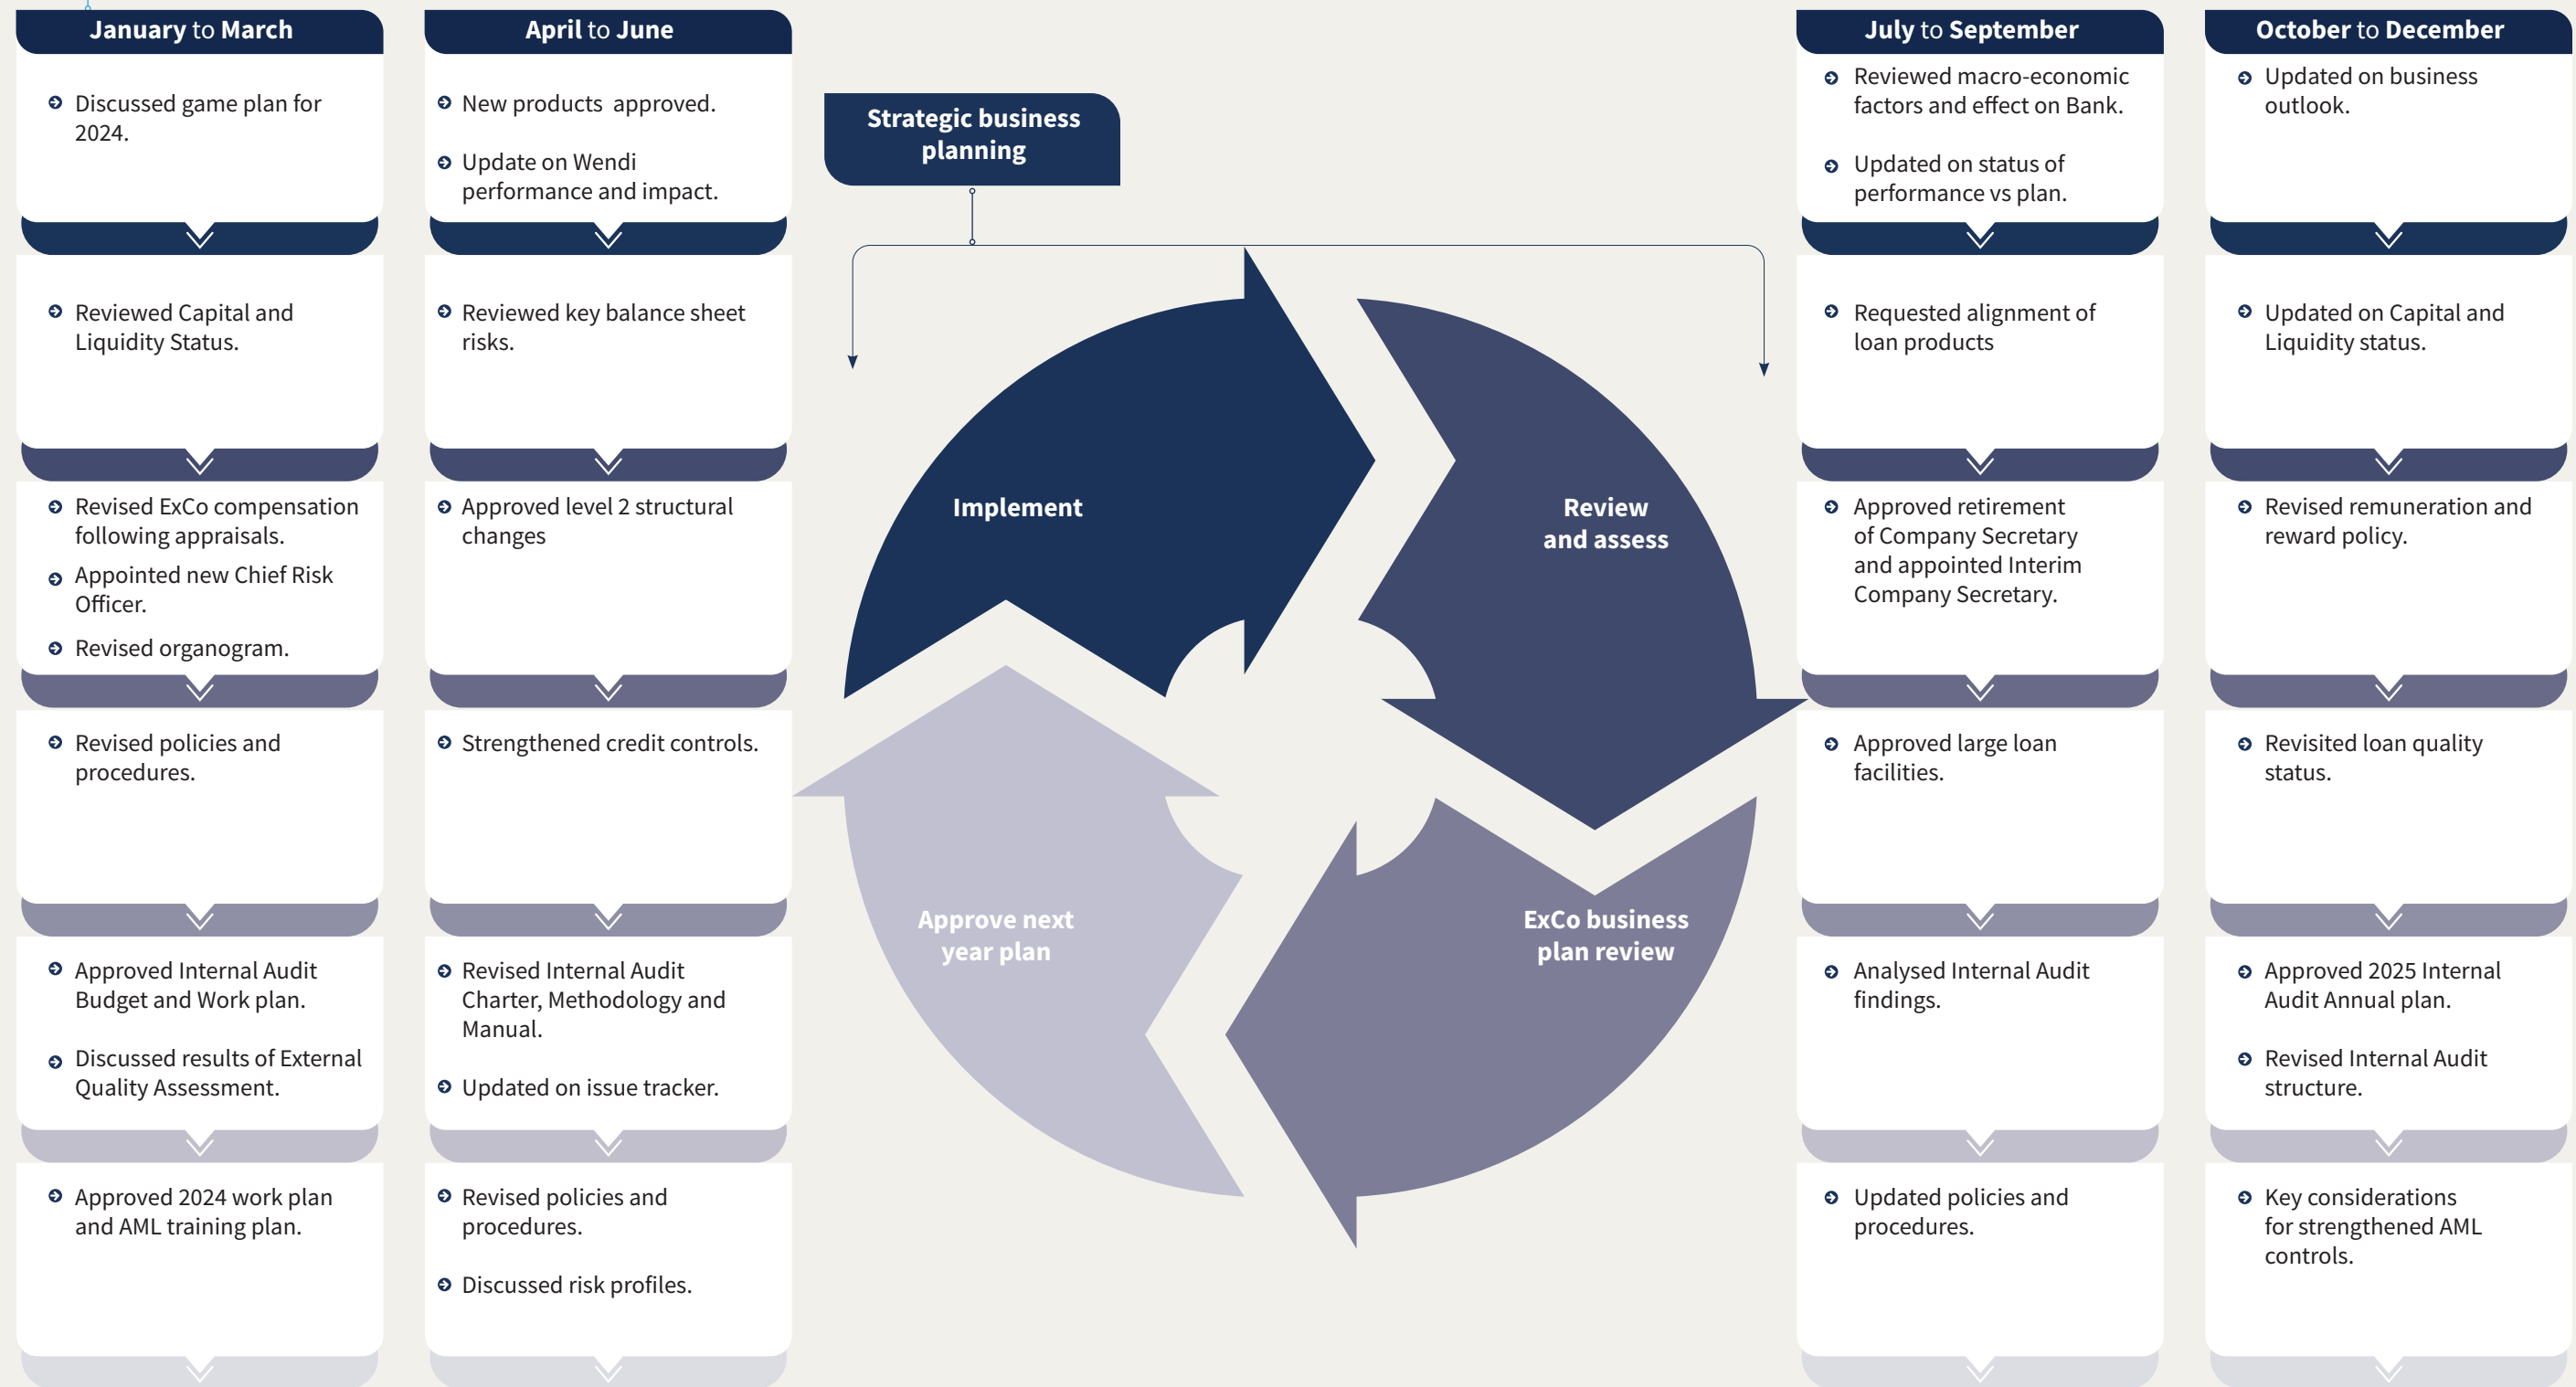 January to March
Discussed game plan for
2024.
Reviewed Capital and
Liquidity Status.
Revised ExCo compensation
following appraisals.
Appointed new Chief Risk
Officer.
Revised organogram.
Revised policies and
procedures.
Approved Internal Audit
Budget and Work plan.
Discussed results of External
Quality Assessment.
Approved 2024 work plan
and AML training plan.
April to June
New products approved.
Update on Wendi
performance and impact.
Reviewed key balance sheet
risks.
Approved level 2 structural
changes
Strengthened credit controls.
Revised Internal Audit
Charter, Methodology and
Manual.
Updated on issue tracker.
Revised policies and
procedures.
Discussed risk profiles.
Strategic business
planning
Implement
Review
and assess
ExCo business
plan review
Approve next
year plan
July to September
Reviewed macro-economic
factors and effect on Bank.
Updated on status of
performance vs plan.
Requested alignment of
loan products
Approved retirement
of Company Secretary
and appointed Interim
Company Secretary.
Approved large loan
facilities.
Analysed Internal Audit
findings.
Updated policies and
procedures.
October to December
Updated on business
outlook.
Updated on Capital and
Liquidity status.
Revised remuneration and
reward policy.
Revisited loan quality
status.
Approved 2025 Internal
Audit Annual plan.
Revised Internal Audit
structure.
Key considerations
for strengthened AML
controls.